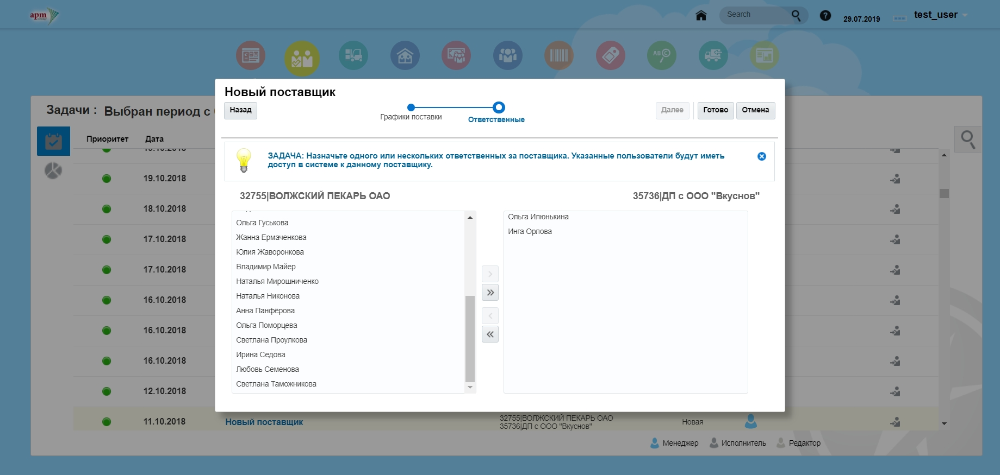 apm
Search
29.07.2019
test_user
Задачи :
Выбран период с
Приоритет
Дата
19.10.2018
18.10.2018
17.10.2018
17.10.2018
16.10.2018
16.10.2018
16.10.2018
12.10.2018
11.10.2018
Новый поставщик
32755|ВОЛЖСКИЙ ПЕКАРЬ ОАО
35736|ДП с ООО "Вкуснов"
Новая
Менеджер
Исполнитель
Редактор
Новый поставщик
Назад
Графики поставки
Ответственные
Далее
Готово
Отмена
ЗАДАЧА: Назначьте одного или нескольких ответственных за поставщика. Указанные пользователи будут иметь
доступ в системе к данному поставщику.
32755|ВОЛЖСКИЙ ПЕКАРЬ ОАО
35736|ДП с ООО "Вкуснов"
Ольга Гуськова
Жанна Ермаченкова
Юлия Жаворонкова
Владимир Майер
Наталья Мирошниченко
Наталья Никонова
Анна Панфёрова
Ольга Поморцева
Светлана Проулкова
Ирина Седова
Любовь Семенова
Светлана Таможникова
Ольга Илюнькина
Инга Орлова